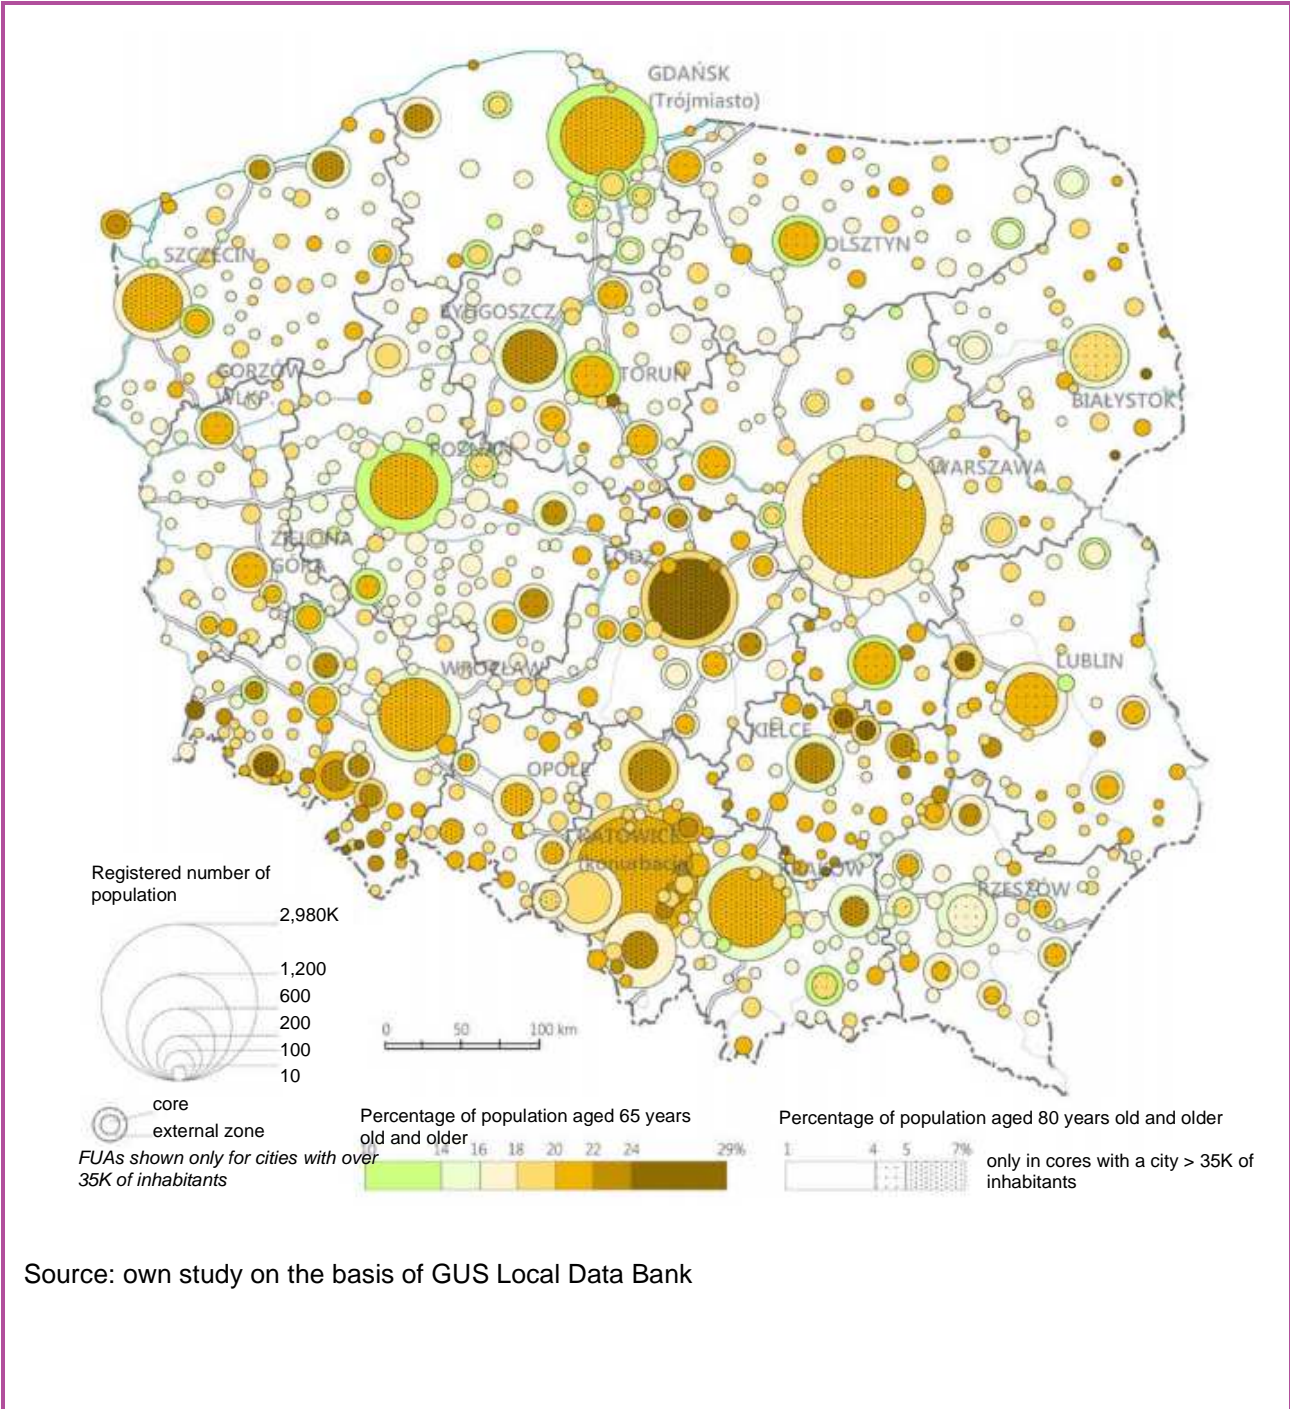 GDAŃSK
(Trójmiasto)
OLSZTYN
SZCZECIN
BYDGOSZCZ
TORUŃ
GORZÓW
WLKP.
BIAŁYSTOK
POZNAŃ
WARSZAWA
ZIELONA
GÓRA
ŁÓDŹ
WROCŁAW
LUBLIN
KIELCE
OPOLE
KATOWICE
(konurbacja)
KRAKÓW
RZESZÓW
Registered number of
population
2,980K
1,200
600
200
100
10
0 50 100 km
core
external zone
FUAs shown only for cities with over
35K of inhabitants
Percentage of population aged 65 years
old and older
10 14 16 18 20 22 24 29%
Percentage of population aged 80 years old and older
1 4 5 7%
only in cores with a city > 35K of
inhabitants
Source: own study on the basis of GUS Local Data Bank